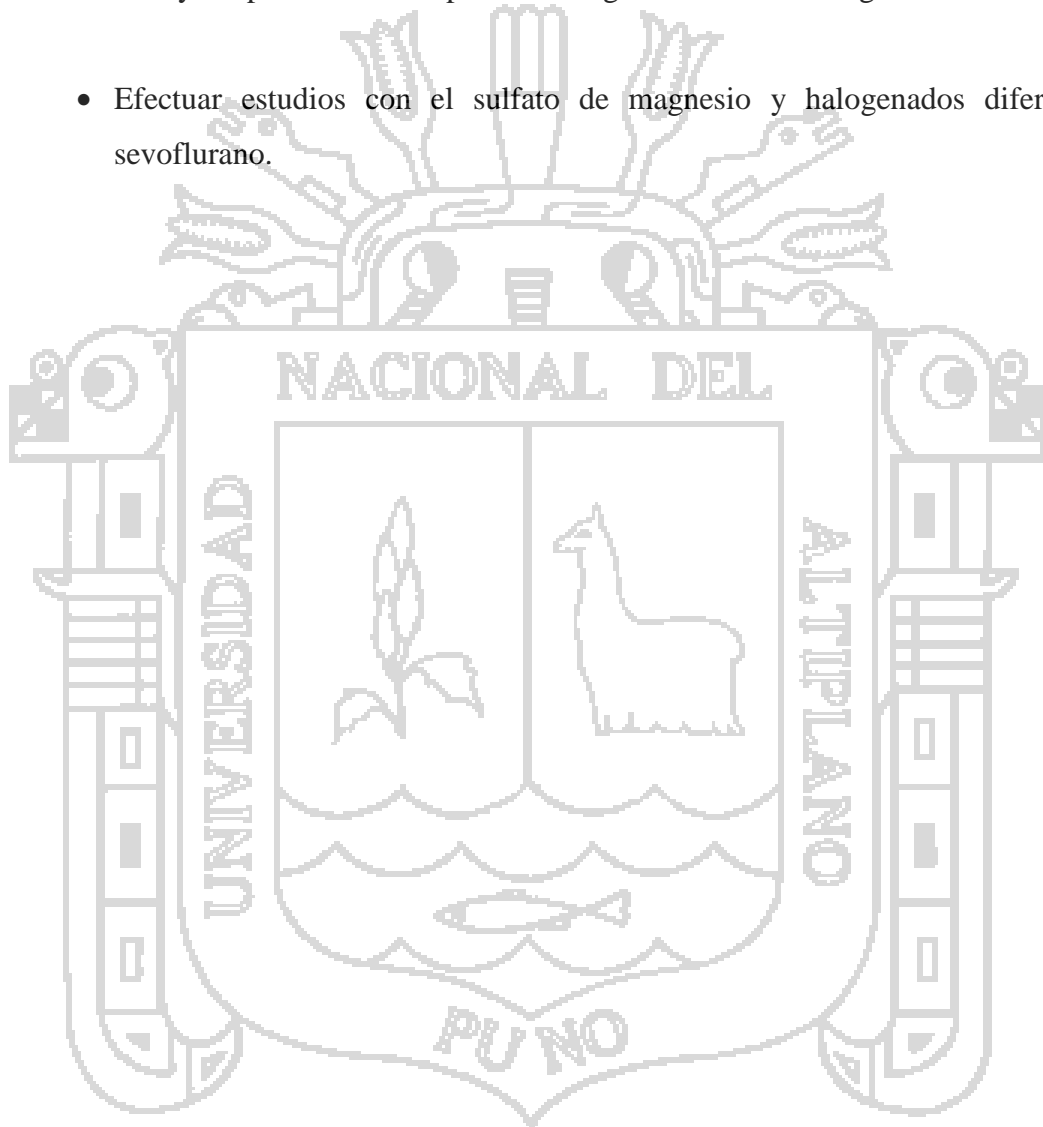 • Efectuar estudios con el sulfato de magnesio y halogenados difer
sevoflurano.
NACIONAL DEL
UNIVERSIDAD
ALTIPLANO
PUNO